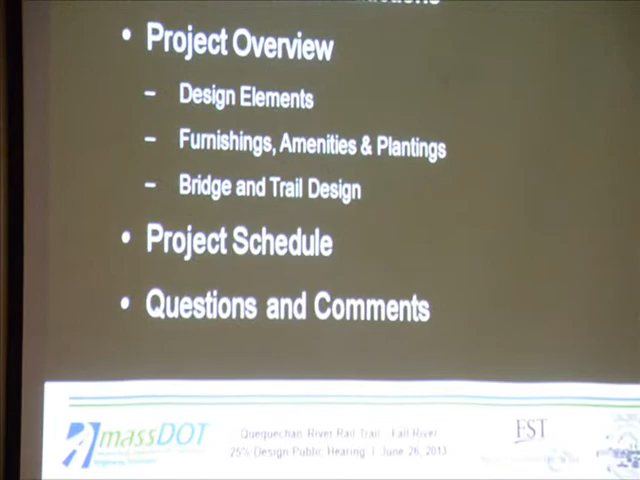 • Project Overview
– Design Elements
– Furnishings, Amenities & Plantings
– Bridge and Trail Design
• Project Schedule
• Questions and Comments
massDOT
Quequechan River Rail Trail - Fall River
25% Design Public Hearing | June 26, 2013
FST